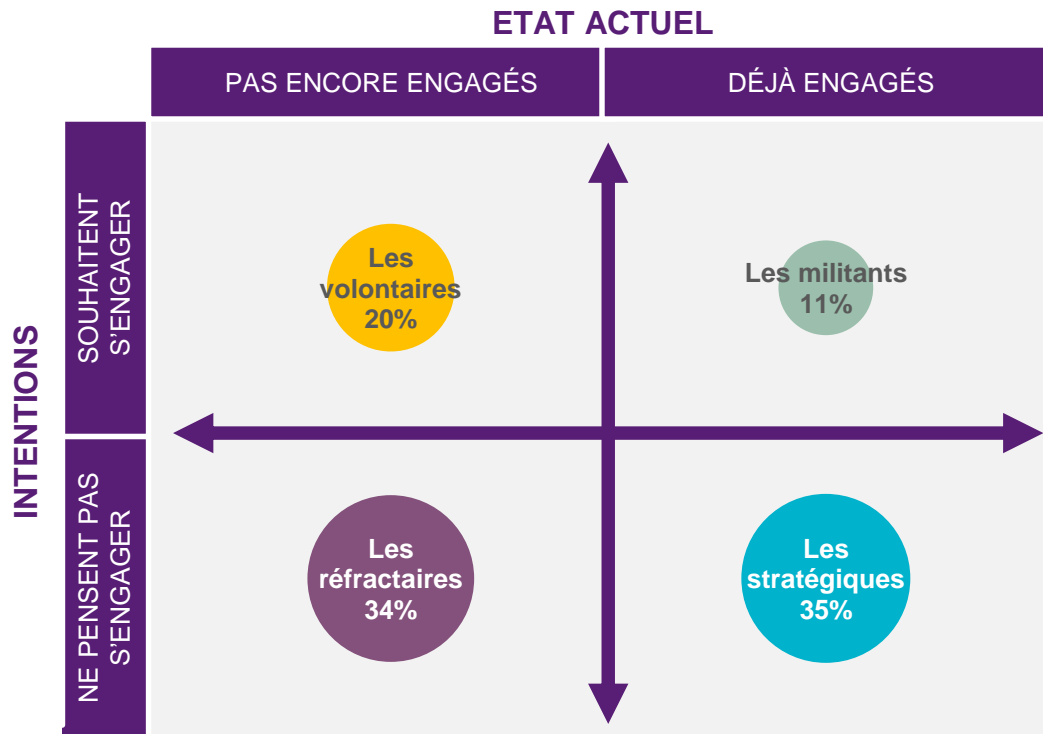 ETAT ACTUEL
PAS ENCORE ENGAGÉS
DÉJÀ ENGAGÉS
INTENTIONS
SOUHAITENT
S'ENGAGER
Les
volontaires
20%
Les militants
11%
NE PENSENT PAS
S'ENGAGER
Les
réfractaires
34%
Les
stratégiques
35%